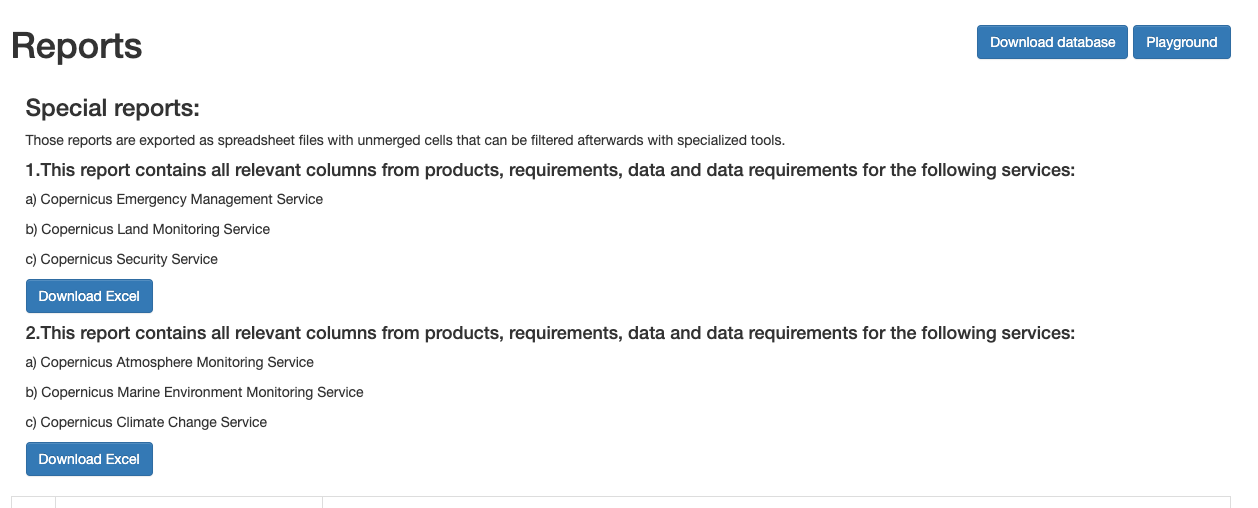 Reports
Download database
Playground
Special reports:
Those reports are exported as spreadsheet files with unmerged cells that can be filtered afterwards with specialized tools.
1.This report contains all relevant columns from products, requirements, data and data requirements for the following services:
a) Copernicus Emergency Management Service
b) Copernicus Land Monitoring Service
c) Copernicus Security Service
Download Excel
2.This report contains all relevant columns from products, requirements, data and data requirements for the following services:
a) Copernicus Atmosphere Monitoring Service
b) Copernicus Marine Environment Monitoring Service
c) Copernicus Climate Change Service
Download Excel